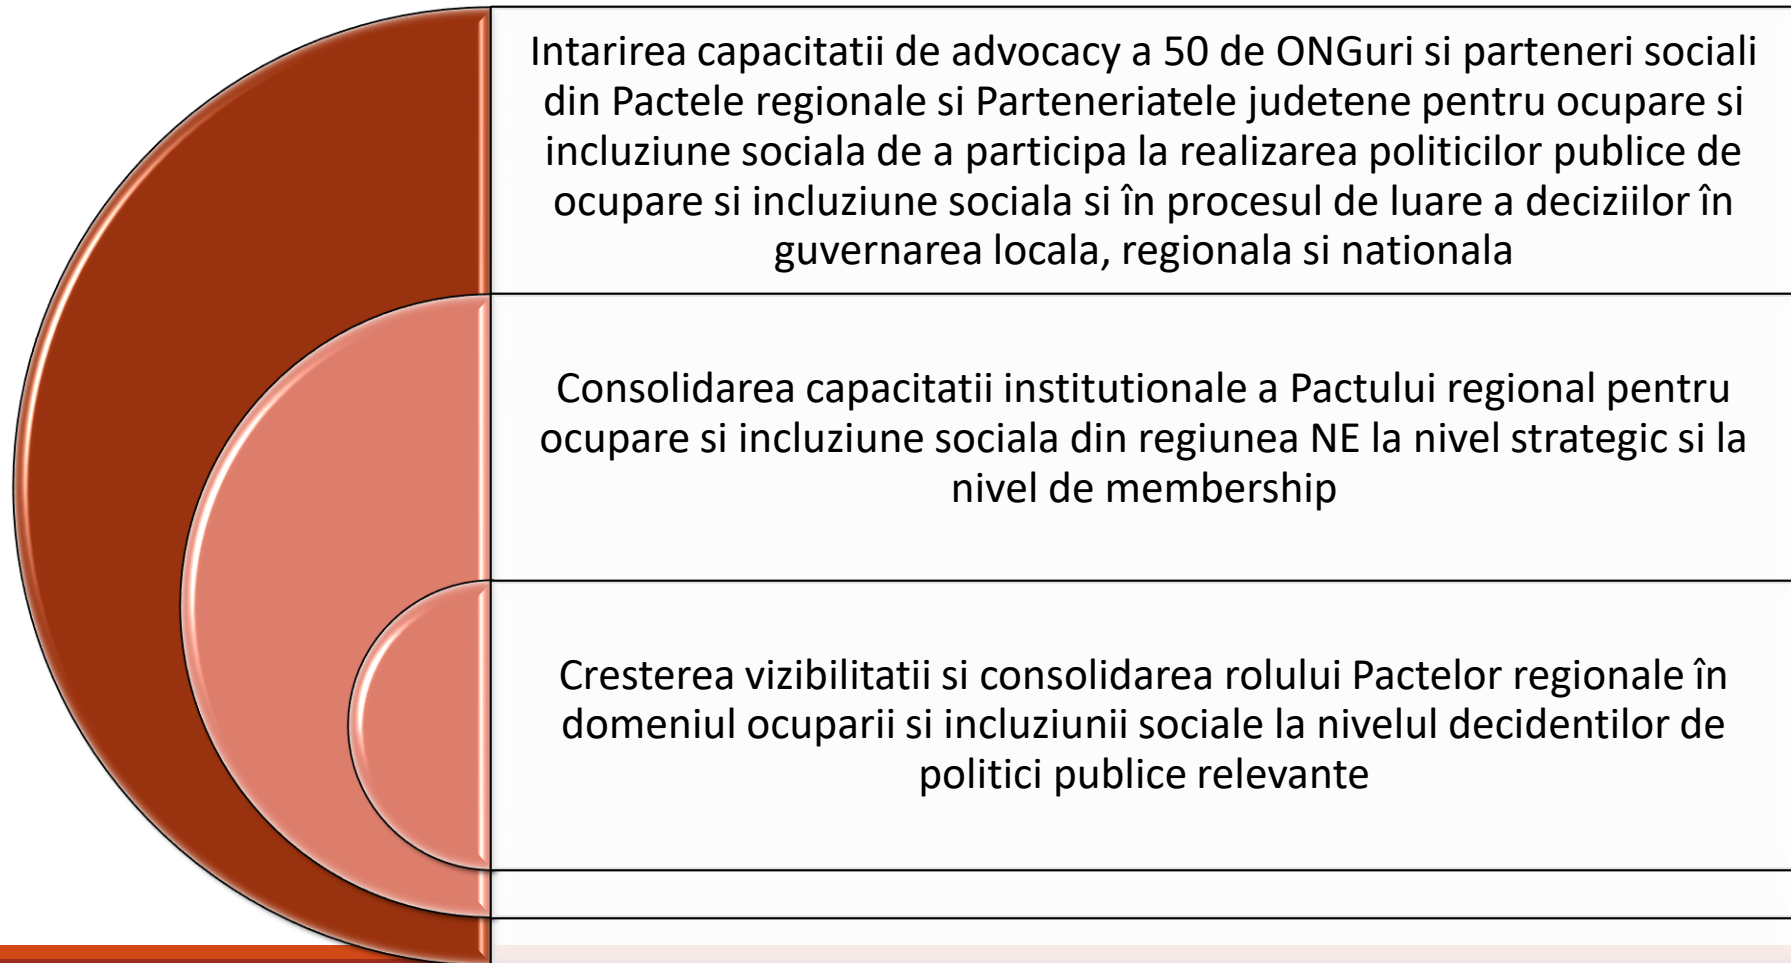 Intarirea capacitatii de advocacy a 50 de ONGuri si parteneri sociali
din Pactele regionale si Parteneriatele judetene pentru ocupare si
incluziune sociala de a participa la realizarea politicilor publice de
ocupare si incluziune sociala si în procesul de luare a deciziilor în
guvernarea locala, regionala si nationala
Consolidarea capacitatii institutionale a Pactului regional pentru
ocupare si incluziune sociala din regiunea NE la nivel strategic si la
nivel de membership
Cresterea vizibilitatii si consolidarea rolului Pactelor regionale în
domeniul ocuparii si incluziunii sociale la nivelul decidentilor de
politici publice relevante